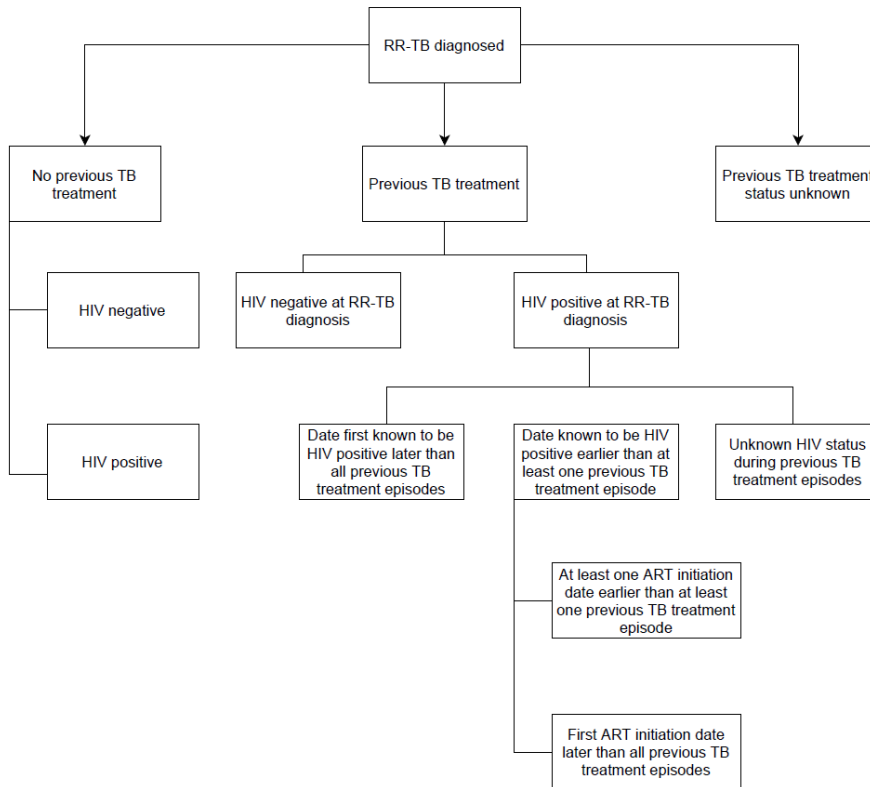 RR-TB diagnosed
No previous TB
treatment
Previous TB treatment
Previous TB treatment
status unknown
HIV negative
HIV negative at RR-TB
diagnosis
HIV positive at RR-TB
diagnosis
HIV positive
Date first known to be
HIV positive later than
all previous TB
treatment episodes
Date known to be HIV
positive earlier than at
least one previous TB
treatment episode
Unknown HIV status
during previous TB
treatment episodes
At least one ART initiation
date earlier than at least
one previous TB treatment
episode
First ART initiation date
later than all previous TB
treatment episodes